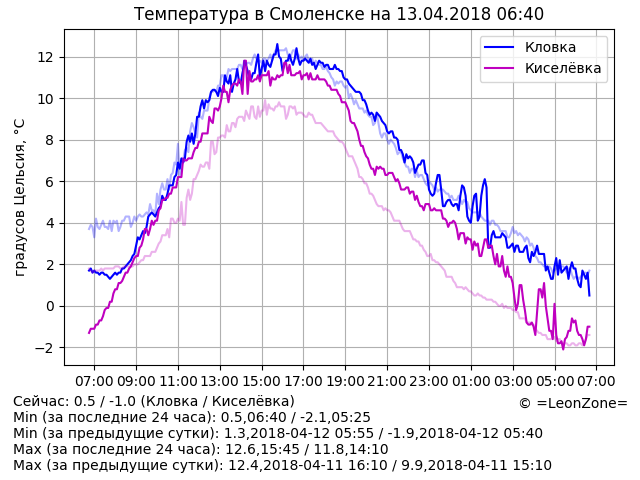 Температура в Смоленске на 13.04.2018 06:40
Кловка
Киселёвка
градусов Цельсия, °C
12
10
8
6
4
2
0
−2
07:00 09:00 11:00 13:00 15:00 17:00 19:00 21:00 23:00 01:00 03:00 05:00 07:00
Сейчас: 0.5 / -1.0 (Кловка / Киселёвка)
© =LeonZone=
Min (за последние 24 часа): 0.5,06:40 / -2.1,05:25
Min (за предыдущие сутки): 1.3,2018-04-12 05:55 / -1.9,2018-04-12 05:40
Max (за последние 24 часа): 12.6,15:45 / 11.8,14:10
Max (за предыдущие сутки): 12.4,2018-04-11 16:10 / 9.9,2018-04-11 15:10